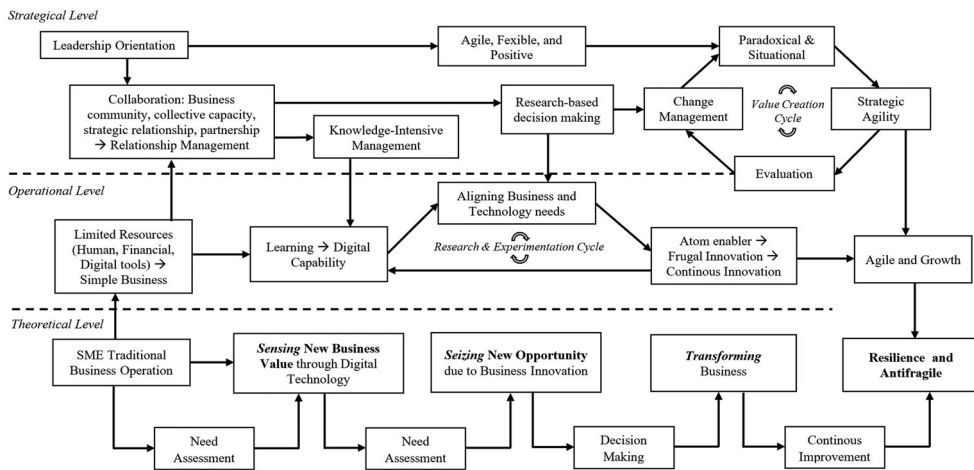 Strategical Level
Leadership Orientation
Agile, Fexible, and
Positive
Paradoxical &
Situational
Collaboration: Business
community, collective capacity,
strategic relationship, partnership
→ Relationship Management
Knowledge-Intensive
Management
Research-based
decision making
Change
Management
Value Creation
Cycle
Strategic
Agility
Evaluation
Operational Level
Limited Resources
(Human, Financial,
Digital tools) →
Simple Business
Learning → Digital
Capability
Aligning Business and
Technology needs
Research & Experimentation Cycle
Atom enabler →
Frugal Innovation →
Continous Innovation
Agile and Growth
Theoretical Level
SME Traditional
Business Operation
Sensing New Business
Value through Digital
Technology
Seizing New Opportunity
due to Business Innovation
Transforming
Business
Resilience and
Antifragile
Need
Assessment
Need
Assessment
Decision
Making
Continous
Improvement